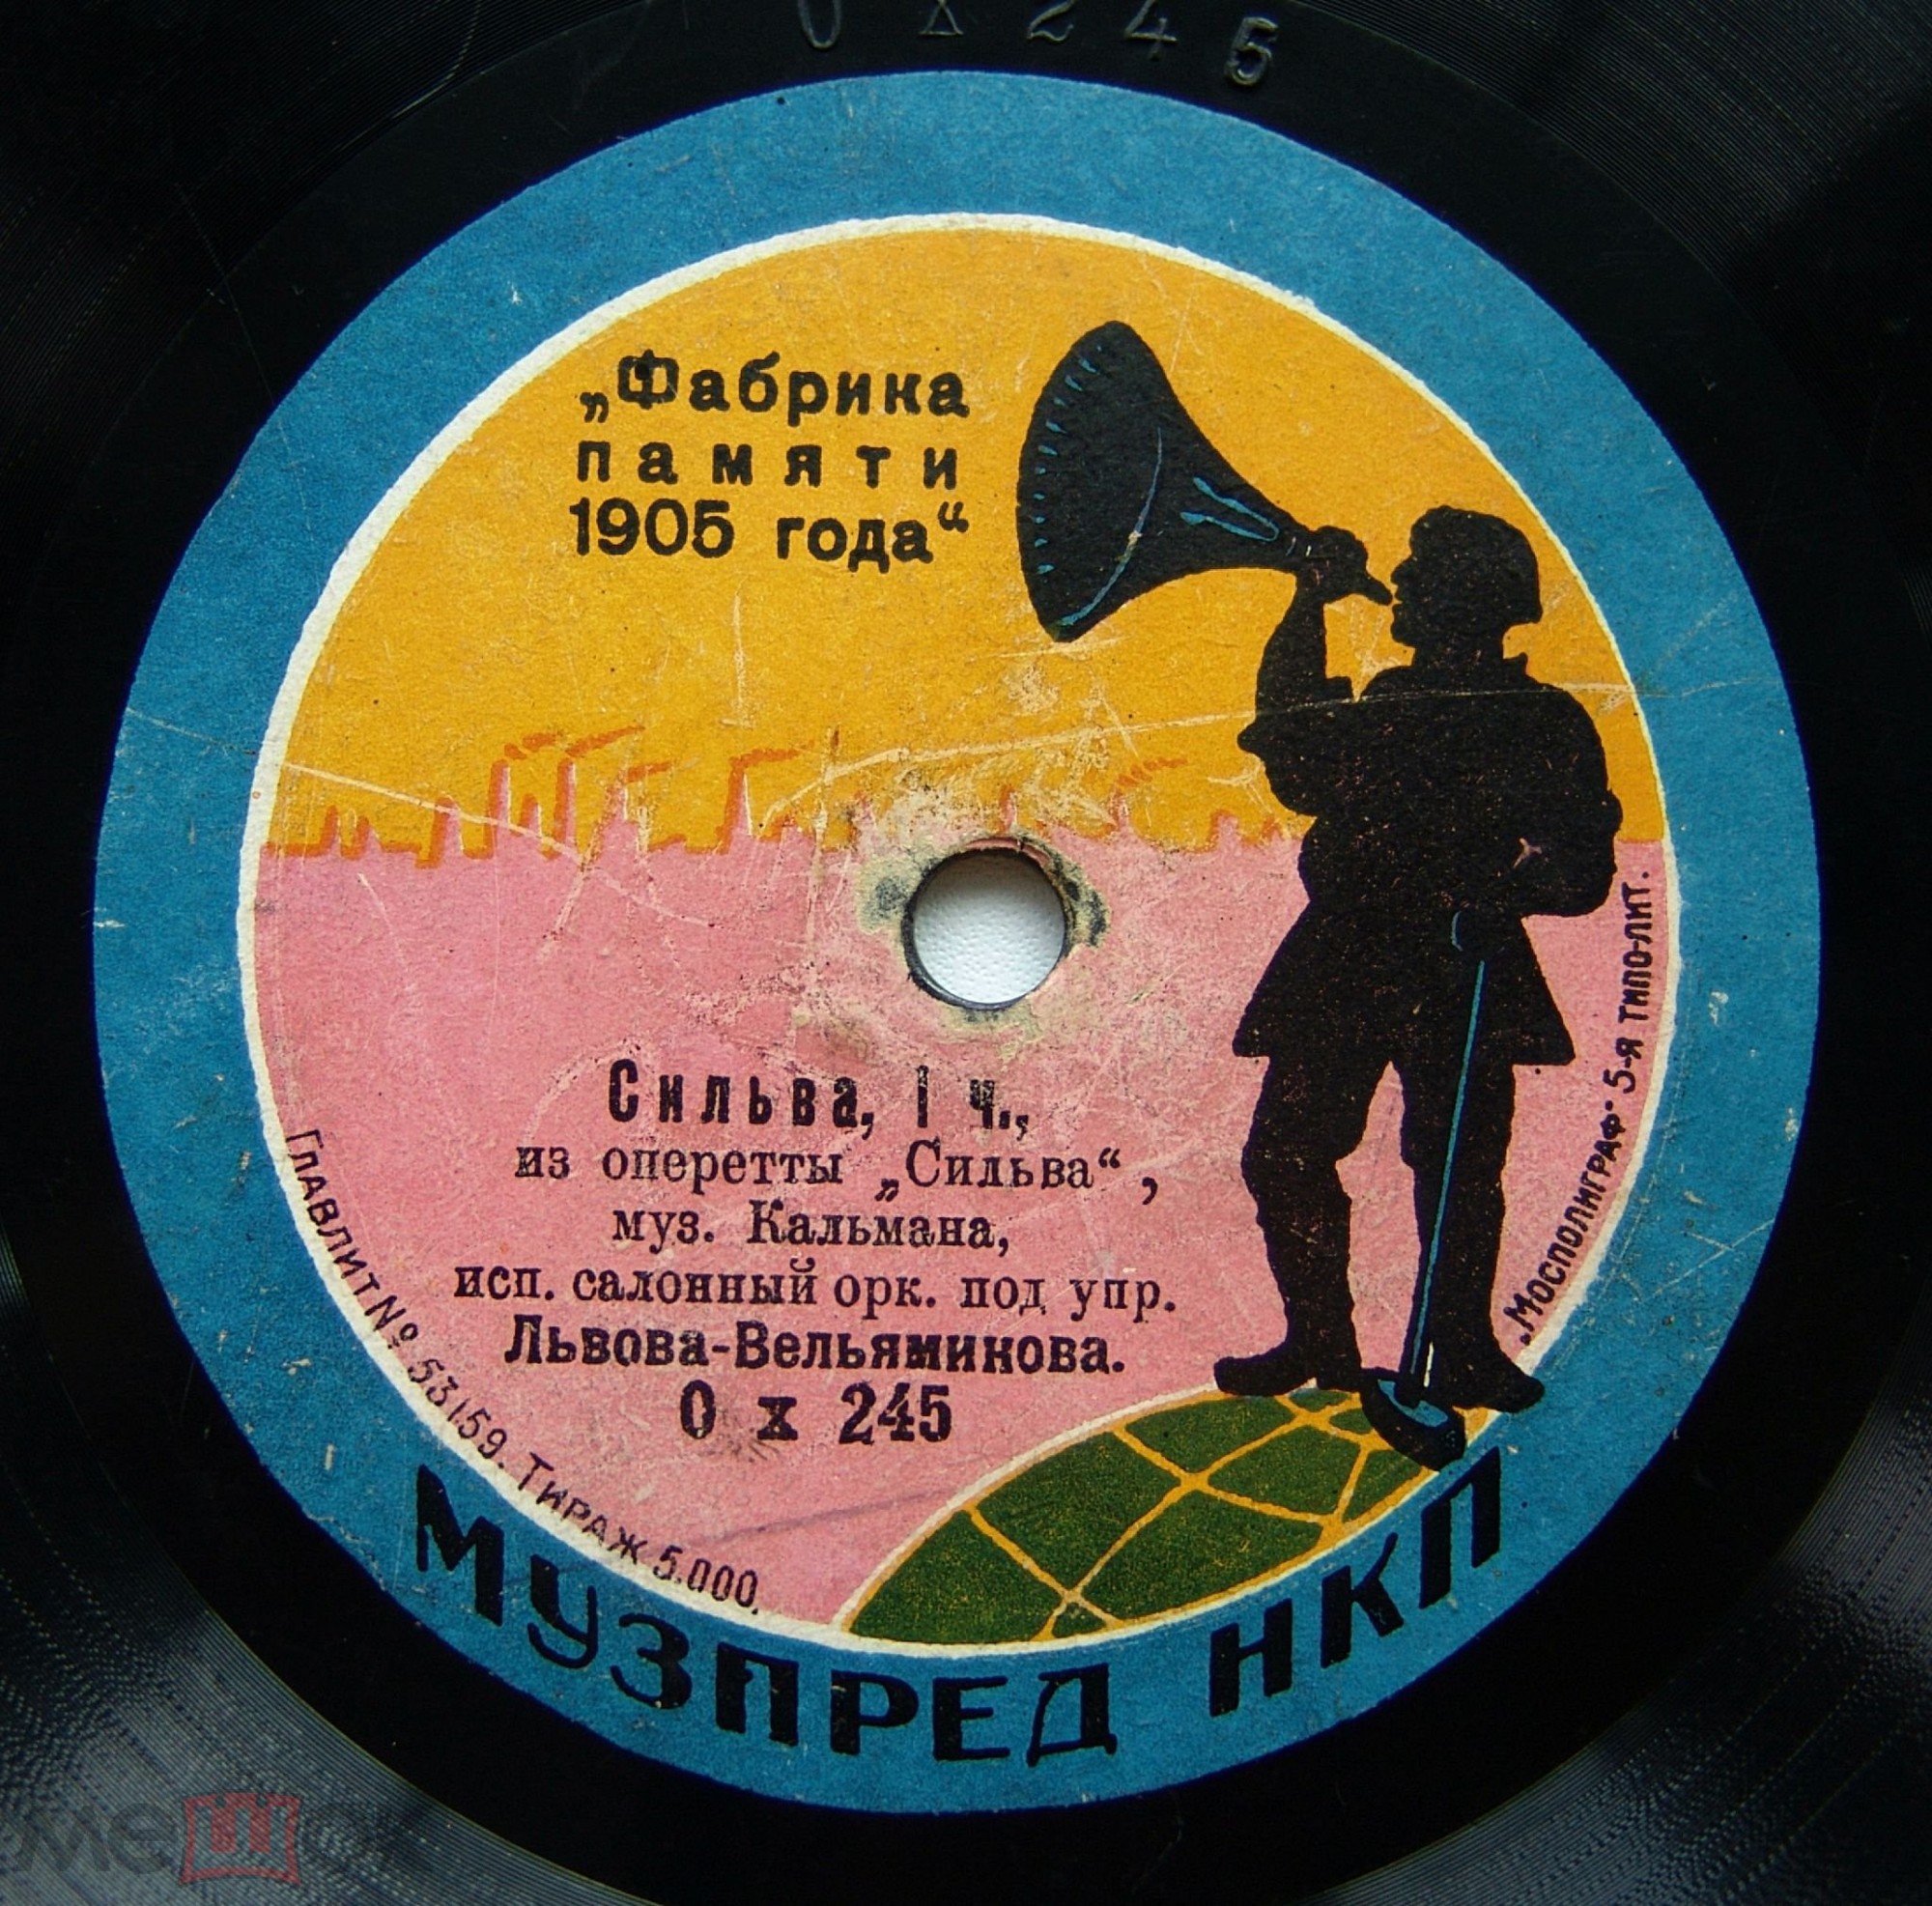 0 X 245
„Фабрика
памяти
1905 года“
Сильва, I ч.,
из оперетты „Сильва“,
муз. Кальмана,
исп. салонный орк. под упр.
Львова-Вельяминова.
0 х 245
Главлит № 53159. Тираж 5.000.
„Мосполиграф“ 5-я типо-лит.
МУЗПРЕД НКП
мешок